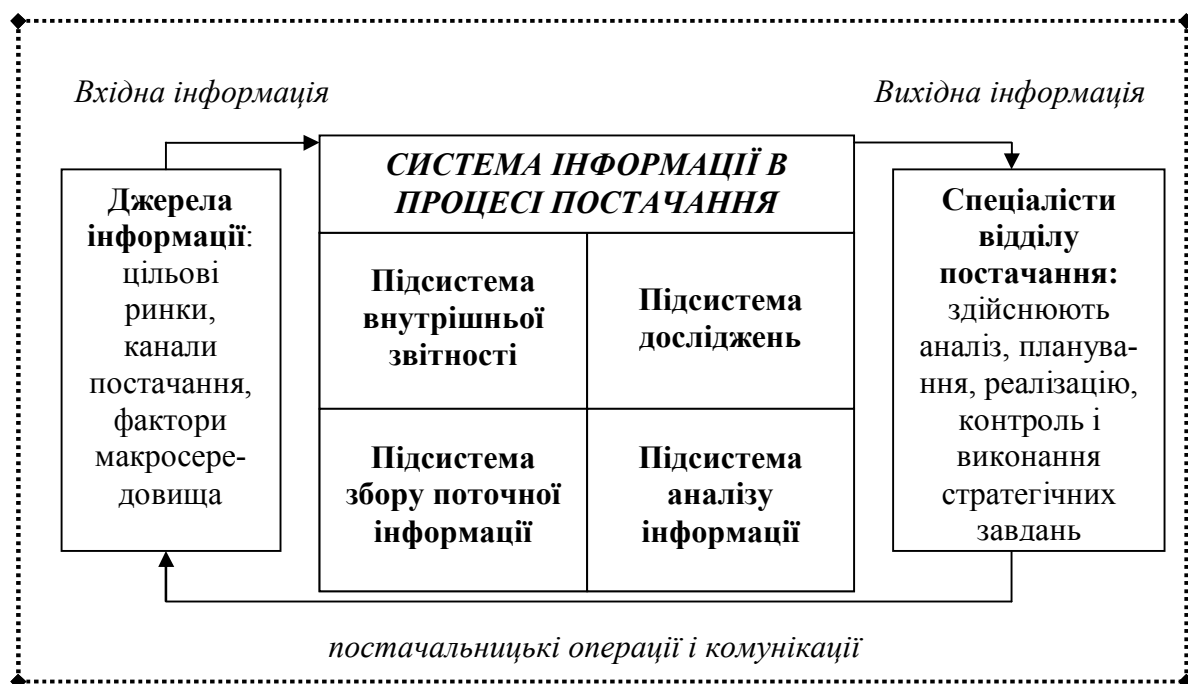 Вхідна інформація
Вихідна інформація
Джерела
інформації:
цільові
ринки,
канали
постачання,
фактори
макросере-
довища
СИСТЕМА ІНФОРМАЦІЇ В
ПРОЦЕСІ ПОСТАЧАННЯ
Підсистема
внутрішньої
звітності
Підсистема
досліджень
Підсистема
збору поточної
інформації
Підсистема
аналізу
інформації
Спеціалісти
відділу
постачання:
здійснюють
аналіз, планува-
ння, реалізацію,
контроль і
виконання
стратегічних
завдань
постачальницькі операції і комунікації